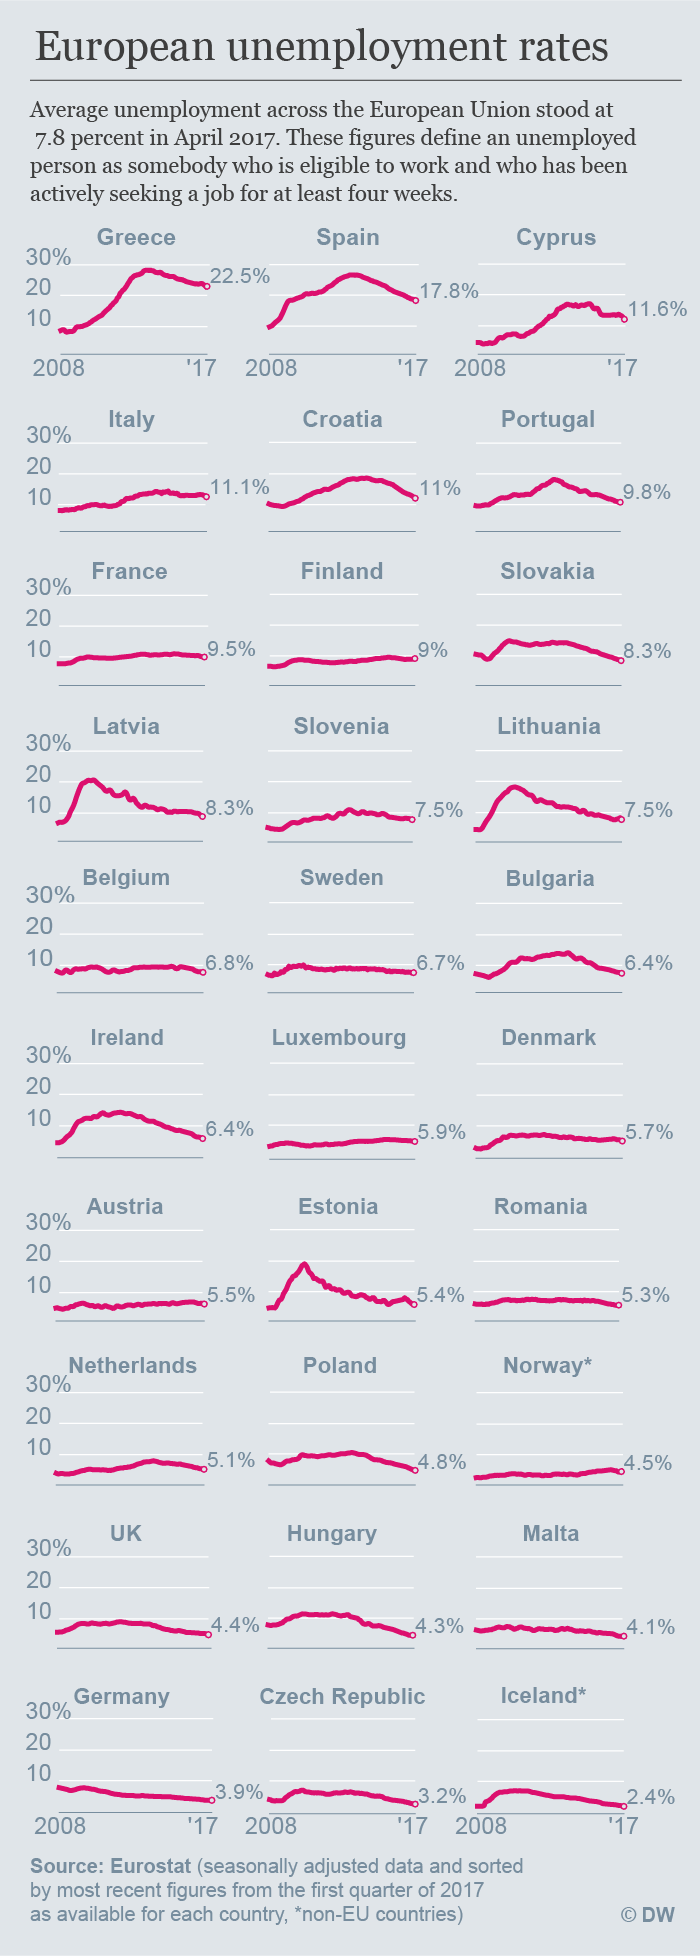 European unemployment rates
Average unemployment across the European Union stood at
7.8 percent in April 2017. These figures define an unemployed
person as somebody who is eligible to work and who has been
actively seeking a job for at least four weeks.
Greece Spain Cyprus
30%
20
10
22.5% 17.8% 11.6%
2008 '17 2008 '17 2008 '17
Italy Croatia Portugal
30%
20
10
11.1% 11% 9.8%
France Finland Slovakia
30%
20
10
9.5% 9% 8.3%
Latvia Slovenia Lithuania
30%
20
10
8.3% 7.5% 7.5%
Belgium Sweden Bulgaria
30%
20
10
6.8% 6.7% 6.4%
Ireland Luxembourg Denmark
30%
20
10
6.4% 5.9% 5.7%
Austria Estonia Romania
30%
20
10
5.5% 5.4% 5.3%
Netherlands Poland Norway*
30%
20
10
5.1% 4.8% 4.5%
UK Hungary Malta
30%
20
10
4.4% 4.3% 4.1%
Germany Czech Republic Iceland*
30%
20
10
3.9% 3.2% 2.4%
2008 '17 2008 '17 2008 '17
Source: Eurostat (seasonally adjusted data and sorted
by most recent figures from the first quarter of 2017
as available for each country, *non-EU countries)
© DW